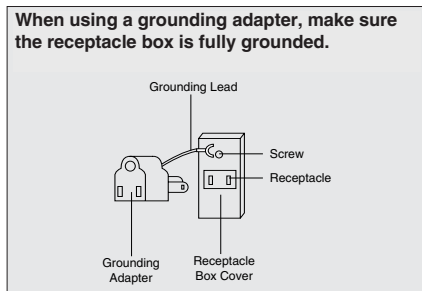 When using a grounding adapter, make sure
the receptacle box is fully grounded.
Grounding Lead
Screw
Receptacle
Grounding
Adapter
Receptacle
Box Cover